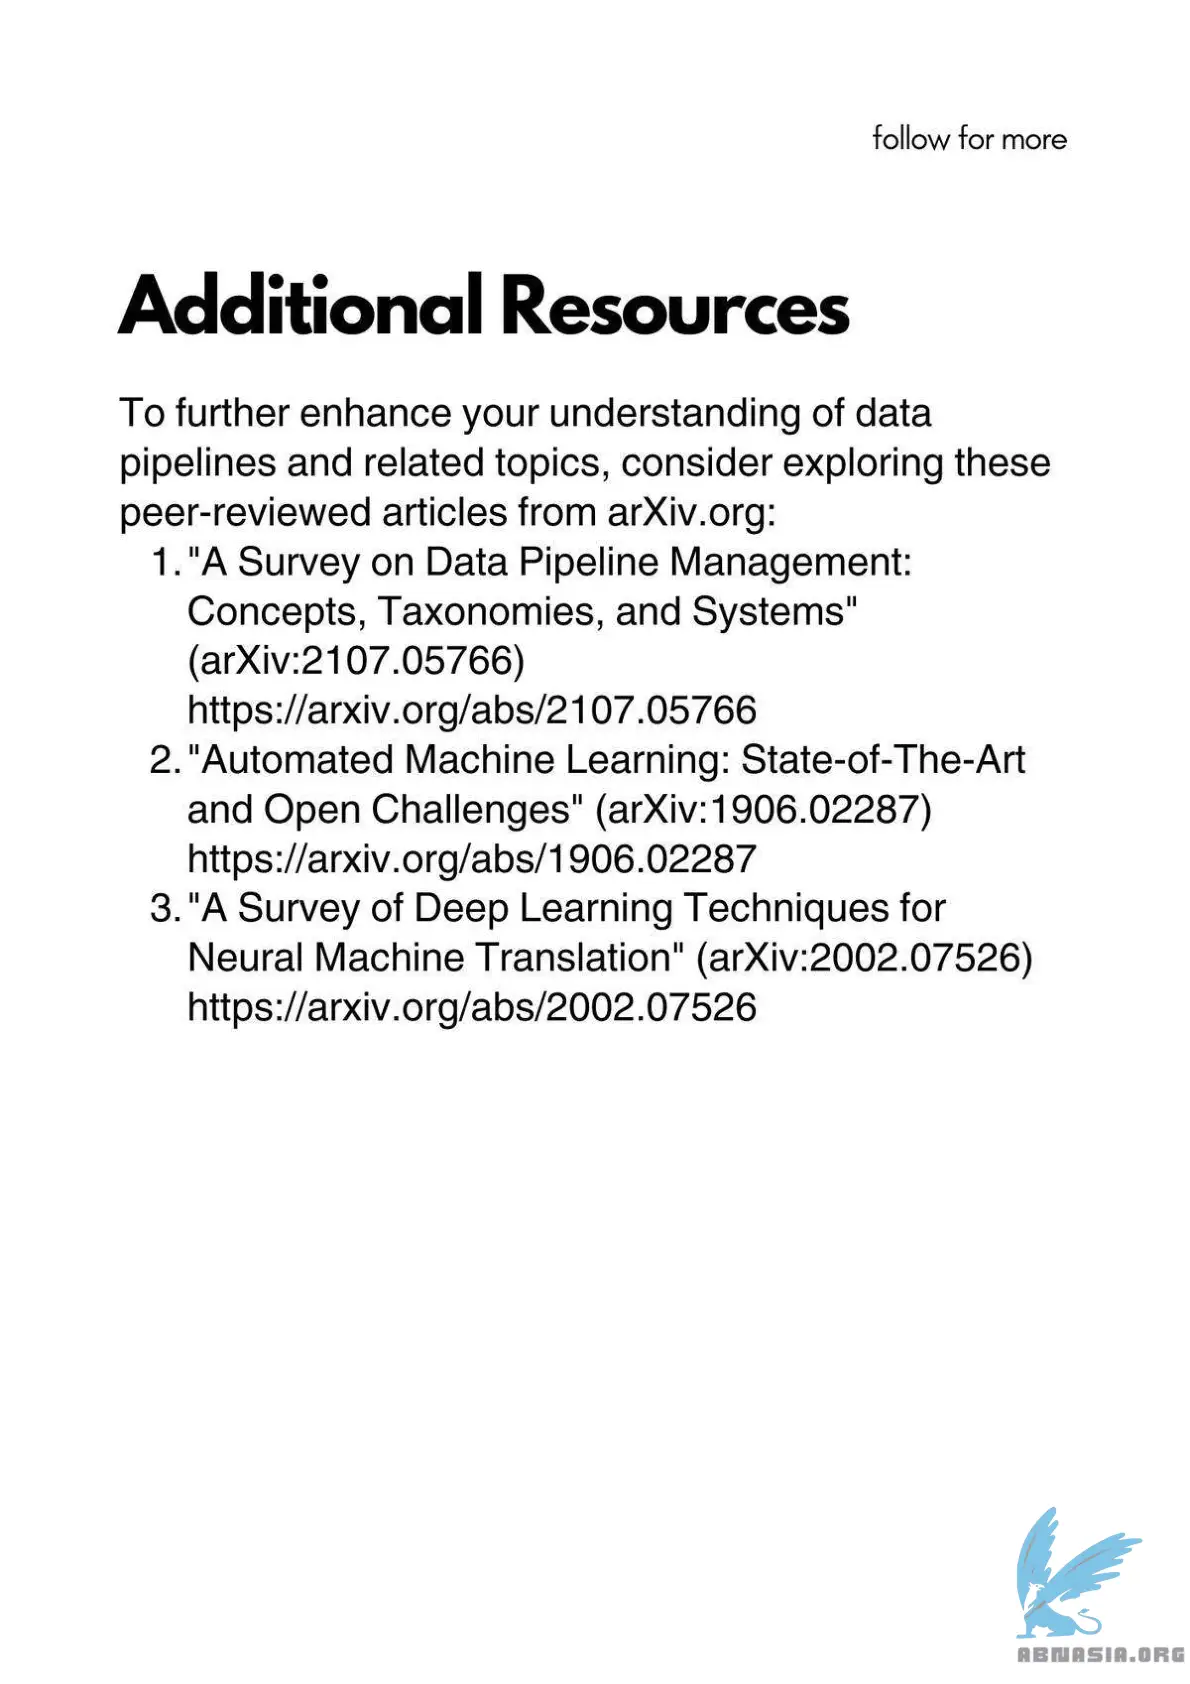 follow for more
Additional Resources
To further enhance your understanding of data
pipelines and related topics, consider exploring these
peer-reviewed articles from arXiv.org:
1. "A Survey on Data Pipeline Management:
Concepts, Taxonomies, and Systems"
(arXiv:2107.05766)
https://arxiv.org/abs/2107.05766
2. "Automated Machine Learning: State-of-The-Art
and Open Challenges" (arXiv:1906.02287)
https://arxiv.org/abs/1906.02287
3. "A Survey of Deep Learning Techniques for
Neural Machine Translation" (arXiv:2002.07526)
https://arxiv.org/abs/2002.07526
ABNASIA.ORG